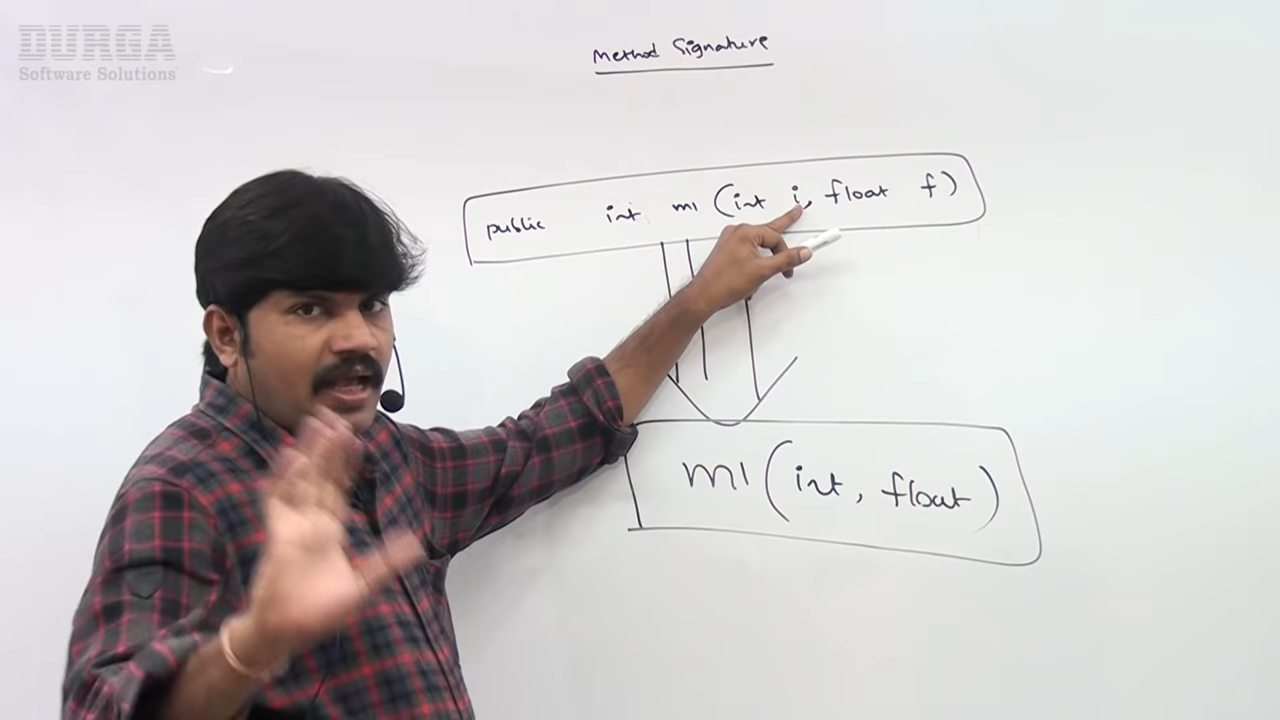 DURGA
Software Solutions
Method Signature
public int m1 (int i, float f)
m1 (int, float)